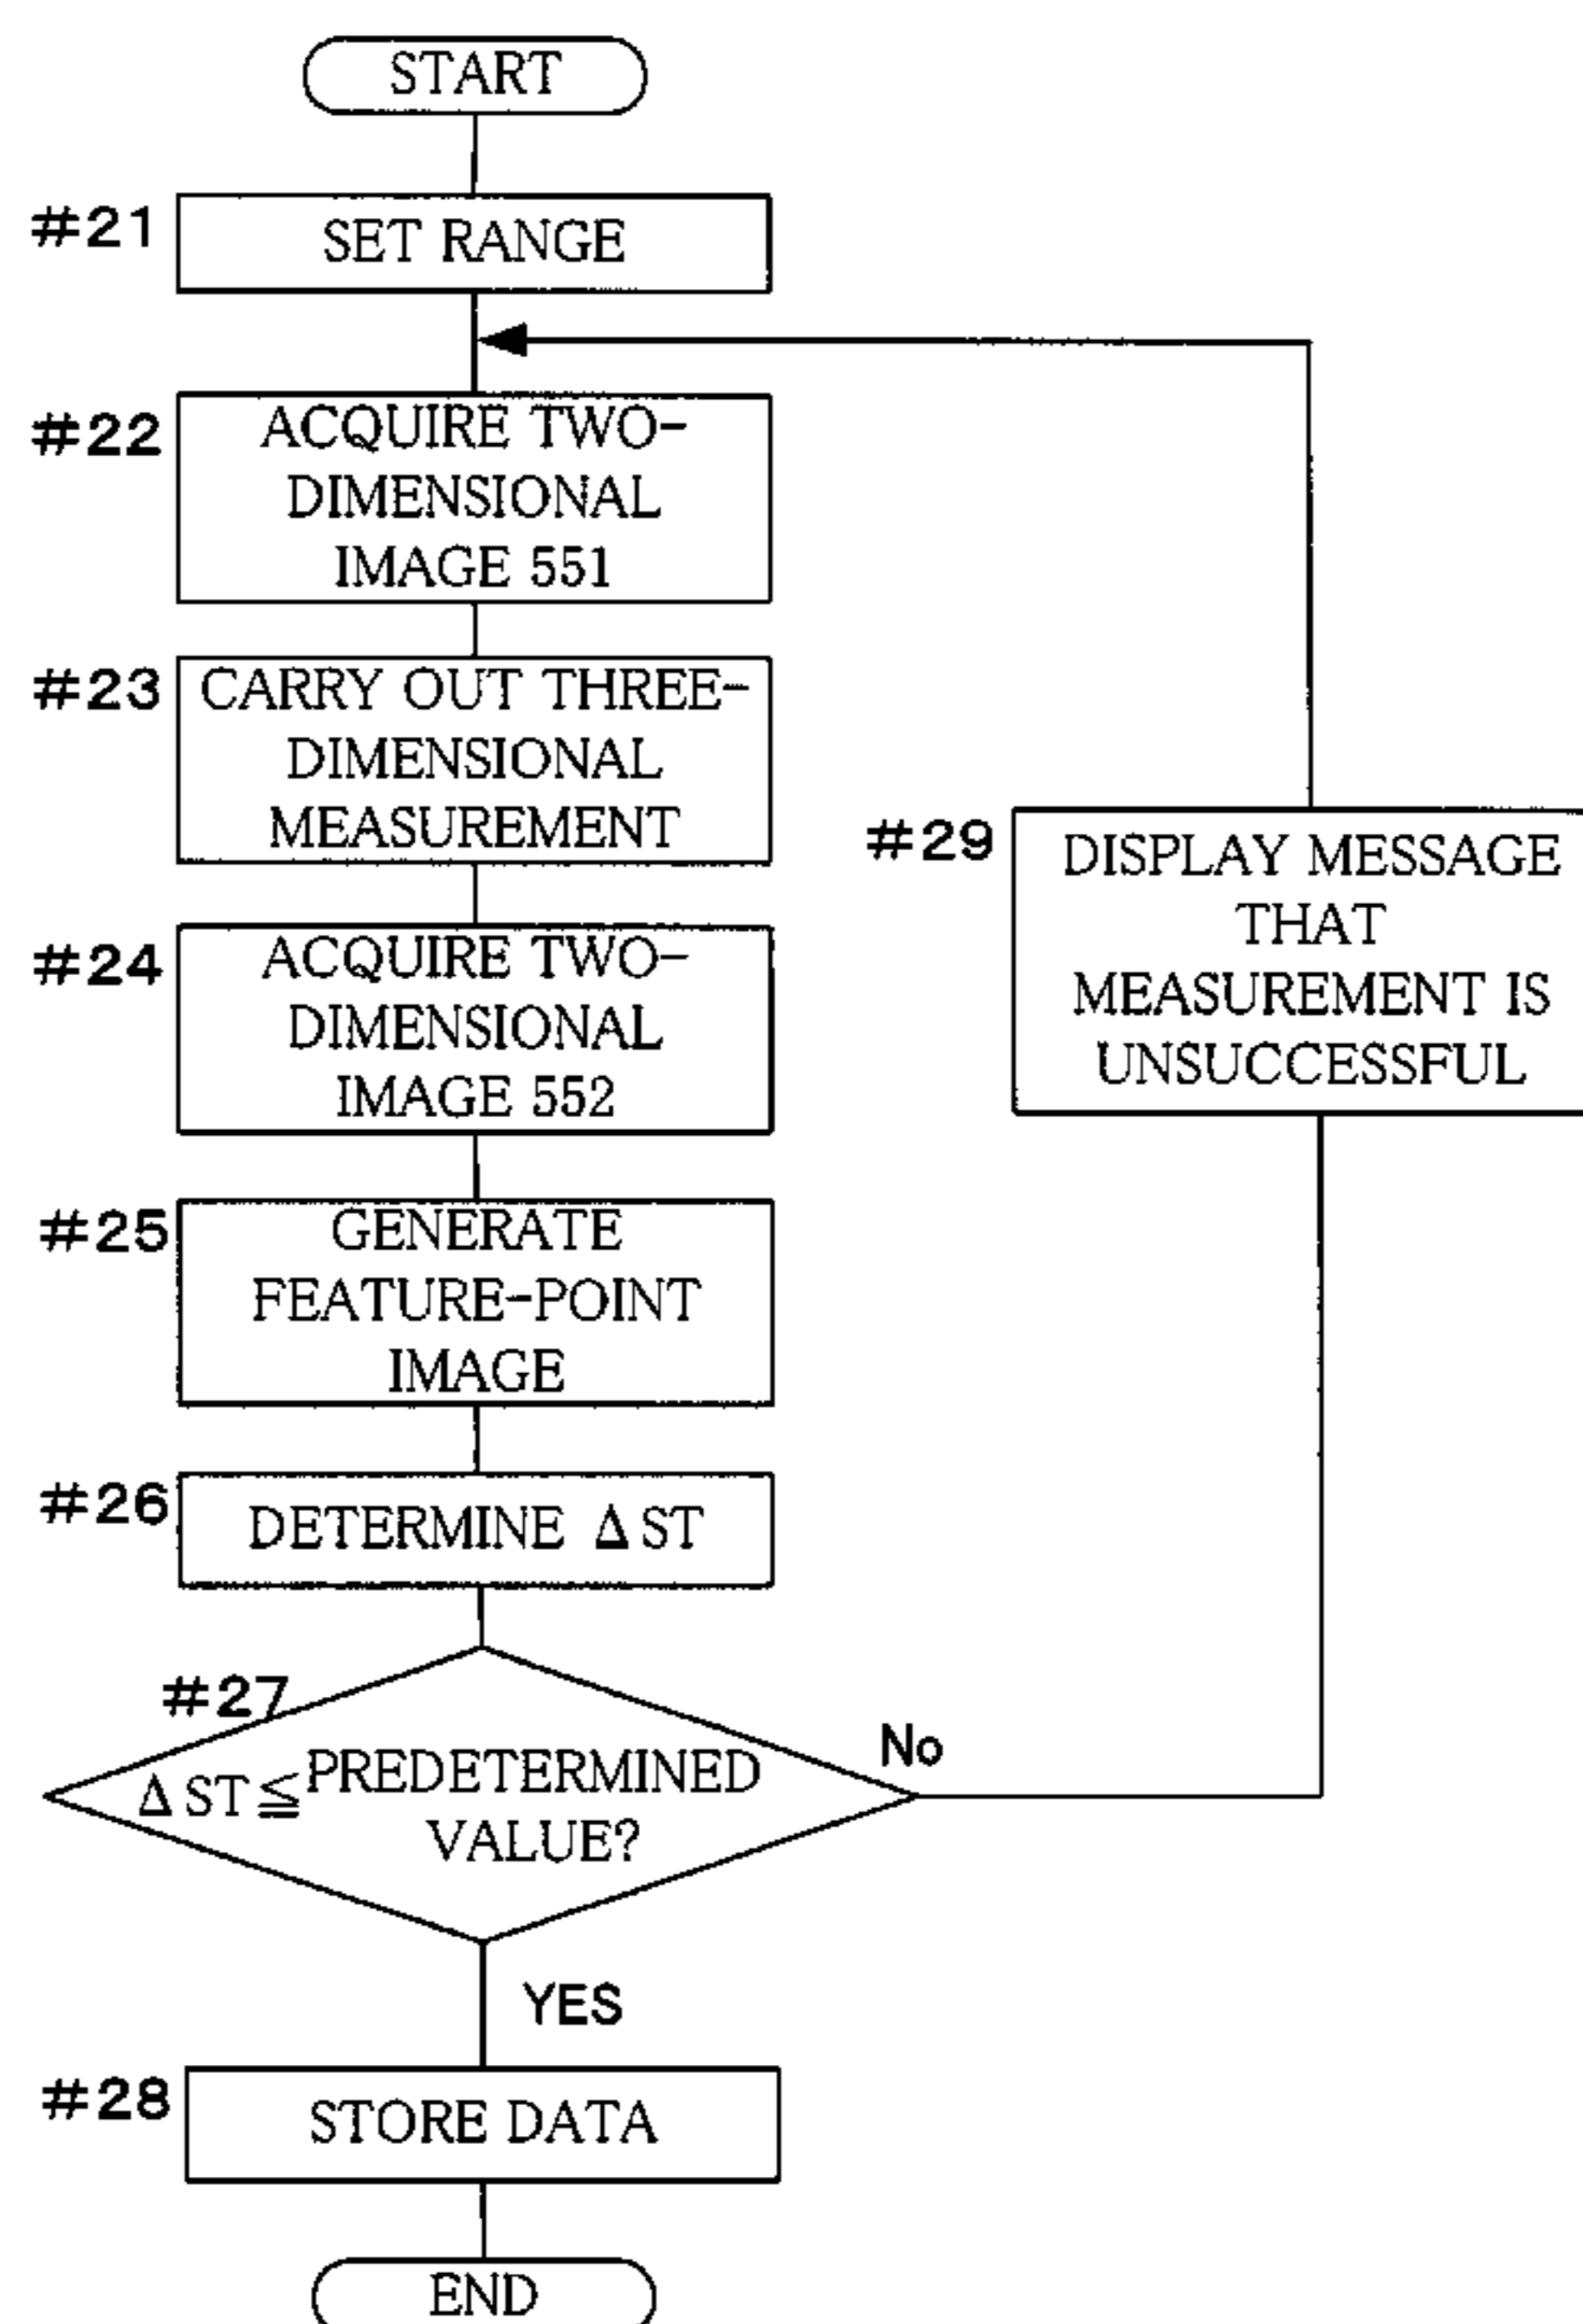 START
#21
SET RANGE
#22
ACQUIRE TWO-
DIMENSIONAL
IMAGE 551
#23
CARRY OUT THREE-
DIMENSIONAL
MEASUREMENT
#24
ACQUIRE TWO-
DIMENSIONAL
IMAGE 552
#25
GENERATE
FEATURE-POINT
IMAGE
#26
DETERMINE Δ ST
#27
Δ ST ≦ PREDETERMINED
VALUE?
No
YES
#28
STORE DATA
END
#29
DISPLAY MESSAGE
THAT
MEASUREMENT IS
UNSUCCESSFUL